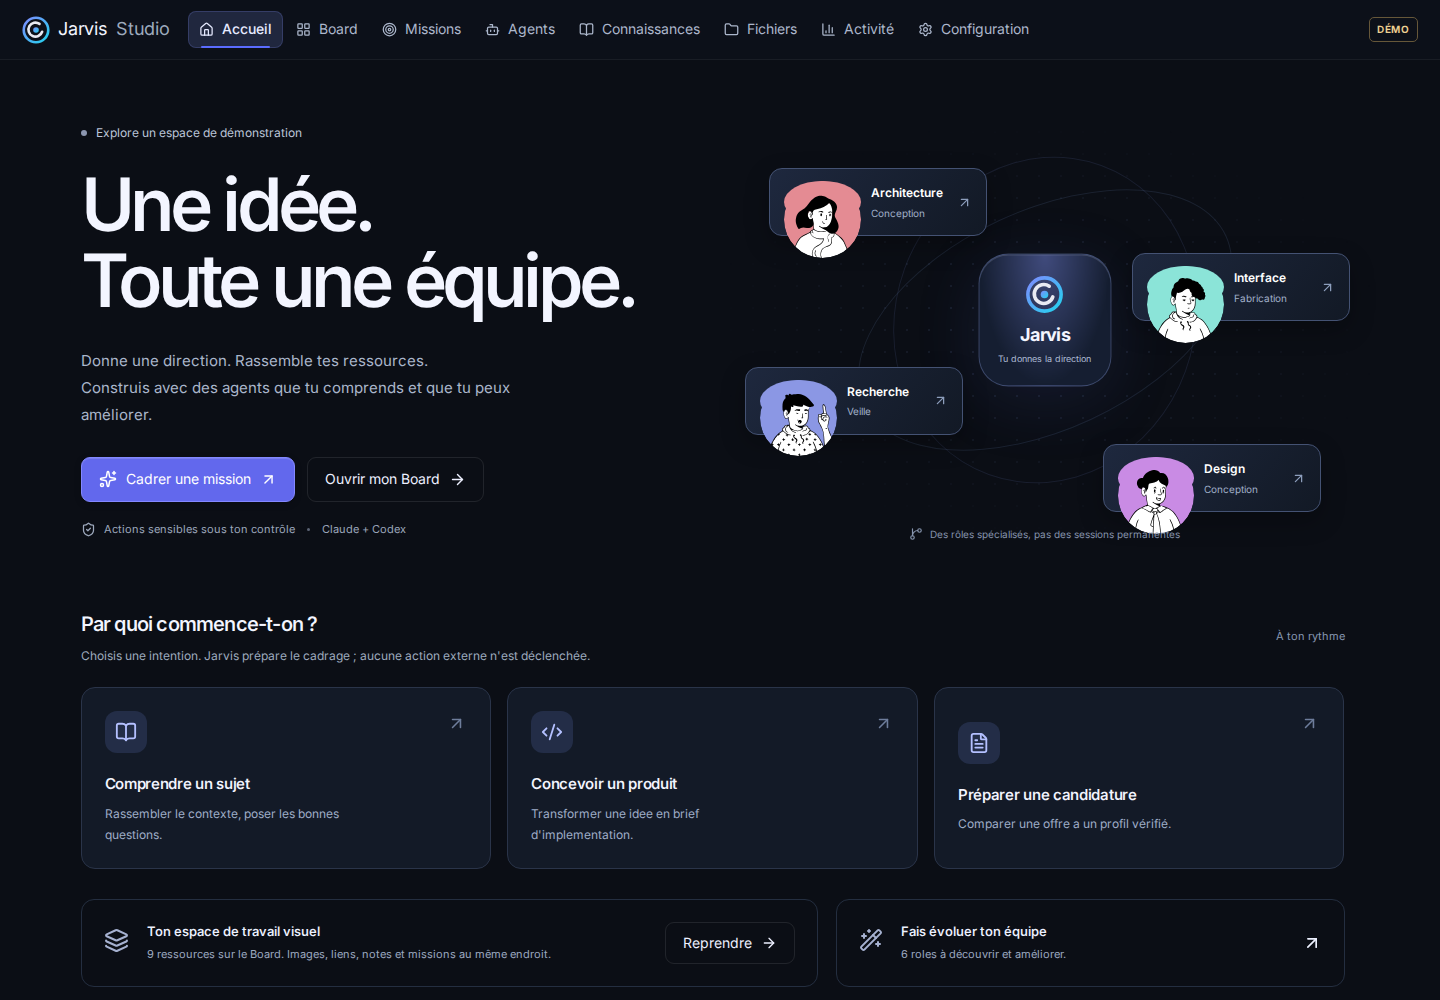 Jarvis Studio
Accueil
Board
Missions
Agents
Connaissances
Fichiers
Activité
Configuration
DÉMO
Explore un espace de démonstration
Une idée.
Toute une équipe.
Donne une direction. Rassemble tes ressources.
Construis avec des agents que tu comprends et que tu peux
améliorer.
Cadrer une mission
Ouvrir mon Board
Actions sensibles sous ton contrôle • Claude + Codex
Architecture
Conception
Interface
Fabrication
Jarvis
Tu donnes la direction
Recherche
Veille
Design
Conception
Des rôles spécialisés, pas des sessions permanentes
Par quoi commence-t-on ?
Choisis une intention. Jarvis prépare le cadrage ; aucune action externe n'est déclenchée.
À ton rythme
Comprendre un sujet
Rassembler le contexte, poser les bonnes
questions.
Concevoir un produit
Transformer une idee en brief
d'implementation.
Préparer une candidature
Comparer une offre a un profil vérifié.
Ton espace de travail visuel
9 ressources sur le Board. Images, liens, notes et missions au même endroit.
Reprendre
Fais évoluer ton équipe
6 roles à découvrir et améliorer.